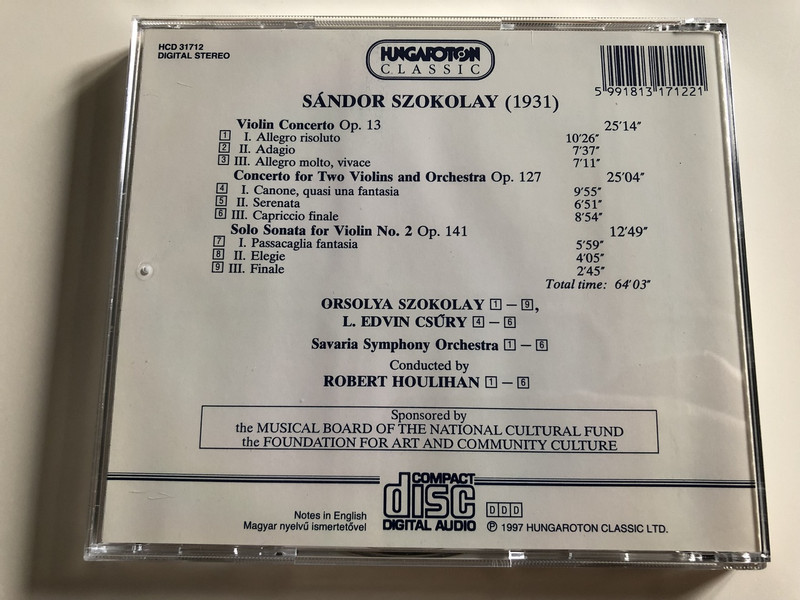 HCD 31712
DIGITAL STEREO
HUNGAROTON
CLASSIC
5 991813 171221
SÁNDOR SZOKOLAY (1931)
Violin Concerto Op. 13 25'14"
1 I. Allegro risoluto 10'26"
2 II. Adagio 7'37"
3 III. Allegro molto, vivace 7'11"
Concerto for Two Violins and Orchestra Op. 127 25'04"
4 I. Canone, quasi una fantasia 9'55"
5 II. Serenata 6'51"
6 III. Capriccio finale 8'54"
Solo Sonata for Violin No. 2 Op. 141 12'49"
7 I. Passacaglia fantasia 5'59"
8 II. Elegie 4'05"
9 III. Finale 2'45"
Total time: 64'03"
ORSOLYA SZOKOLAY 1 – 9,
L. EDVIN CSŰRY 4 – 6
Savaria Symphony Orchestra 1 – 6
Conducted by
ROBERT HOULIHAN 1 – 6
Sponsored by
the MUSICAL BOARD OF THE NATIONAL CULTURAL FUND
the FOUNDATION FOR ART AND COMMUNITY CULTURE
COMPACT
disc
DIGITAL AUDIO
DDD
Notes in English
Magyar nyelvű ismertetővel
℗ 1997 HUNGAROTON CLASSIC LTD.